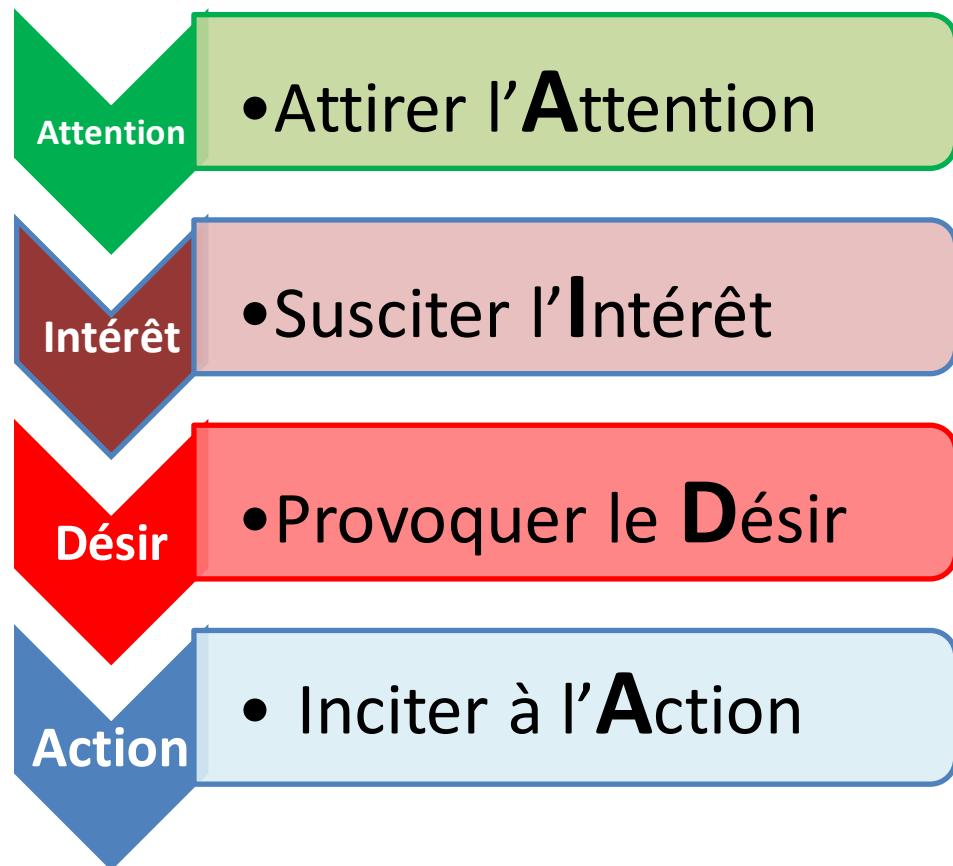 Attention
•Attirer l’Attention
Intérêt
•Susciter l’Intérêt
Désir
•Provoquer le Désir
Action
• Inciter à l’Action